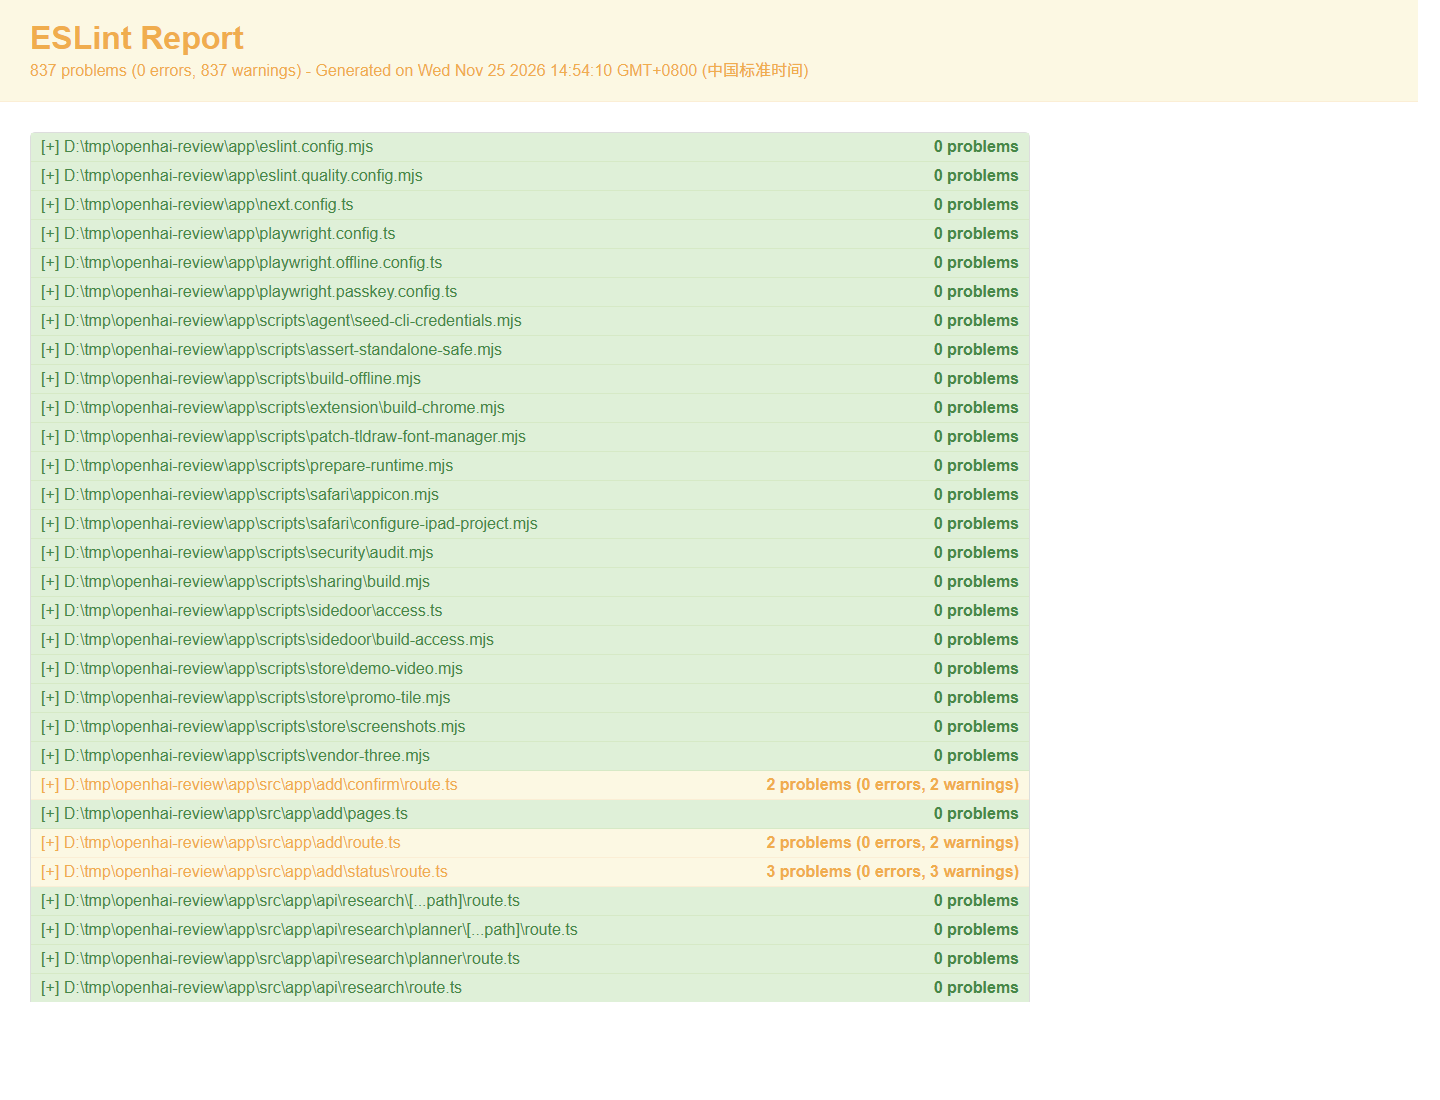 ESLint Report
837 problems (0 errors, 837 warnings) - Generated on Wed Nov 25 2026 14:54:10 GMT+0800 (中国标准时间)
[+] D:\tmp\openhai-review\app\eslint.config.mjs 0 problems
[+] D:\tmp\openhai-review\app\eslint.quality.config.mjs 0 problems
[+] D:\tmp\openhai-review\app\next.config.ts 0 problems
[+] D:\tmp\openhai-review\app\playwright.config.ts 0 problems
[+] D:\tmp\openhai-review\app\playwright.offline.config.ts 0 problems
[+] D:\tmp\openhai-review\app\playwright.passkey.config.ts 0 problems
[+] D:\tmp\openhai-review\app\scripts\agent\seed-cli-credentials.mjs 0 problems
[+] D:\tmp\openhai-review\app\scripts\assert-standalone-safe.mjs 0 problems
[+] D:\tmp\openhai-review\app\scripts\build-offline.mjs 0 problems
[+] D:\tmp\openhai-review\app\scripts\extension\build-chrome.mjs 0 problems
[+] D:\tmp\openhai-review\app\scripts\patch-tldraw-font-manager.mjs 0 problems
[+] D:\tmp\openhai-review\app\scripts\prepare-runtime.mjs 0 problems
[+] D:\tmp\openhai-review\app\scripts\safari\appicon.mjs 0 problems
[+] D:\tmp\openhai-review\app\scripts\safari\configure-ipad-project.mjs 0 problems
[+] D:\tmp\openhai-review\app\scripts\security\audit.mjs 0 problems
[+] D:\tmp\openhai-review\app\scripts\sharing\build.mjs 0 problems
[+] D:\tmp\openhai-review\app\scripts\sidedoor\access.ts 0 problems
[+] D:\tmp\openhai-review\app\scripts\sidedoor\build-access.mjs 0 problems
[+] D:\tmp\openhai-review\app\scripts\store\demo-video.mjs 0 problems
[+] D:\tmp\openhai-review\app\scripts\store\promo-tile.mjs 0 problems
[+] D:\tmp\openhai-review\app\scripts\store\screenshots.mjs 0 problems
[+] D:\tmp\openhai-review\app\scripts\vendor-three.mjs 0 problems
[+] D:\tmp\openhai-review\app\src\app\add\confirm\route.ts 2 problems (0 errors, 2 warnings)
[+] D:\tmp\openhai-review\app\src\app\add\pages.ts 0 problems
[+] D:\tmp\openhai-review\app\src\app\add\route.ts 2 problems (0 errors, 2 warnings)
[+] D:\tmp\openhai-review\app\src\app\add\status\route.ts 3 problems (0 errors, 3 warnings)
[+] D:\tmp\openhai-review\app\src\app\api\research\[...path]\route.ts 0 problems
[+] D:\tmp\openhai-review\app\src\app\api\research\planner\[...path]\route.ts 0 problems
[+] D:\tmp\openhai-review\app\src\app\api\research\planner\route.ts 0 problems
[+] D:\tmp\openhai-review\app\src\app\api\research\route.ts 0 problems